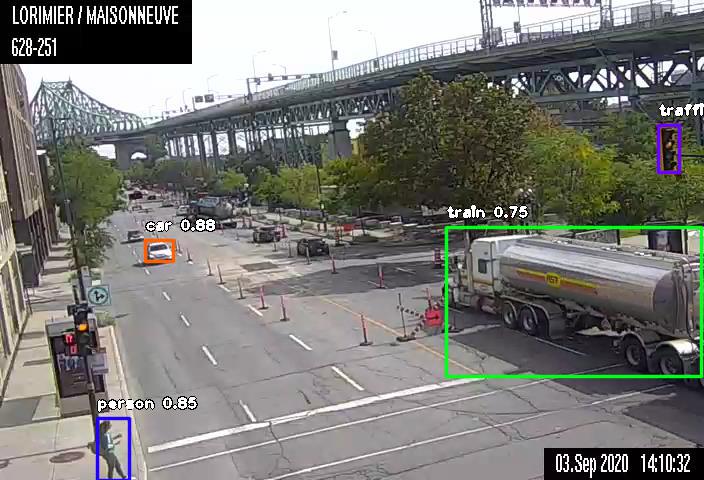 LORIMIER / MAISONNEUVE
628-251
traffi
car 0.88
train 0.75
person 0.85
03.Sep 2020 14:10:32